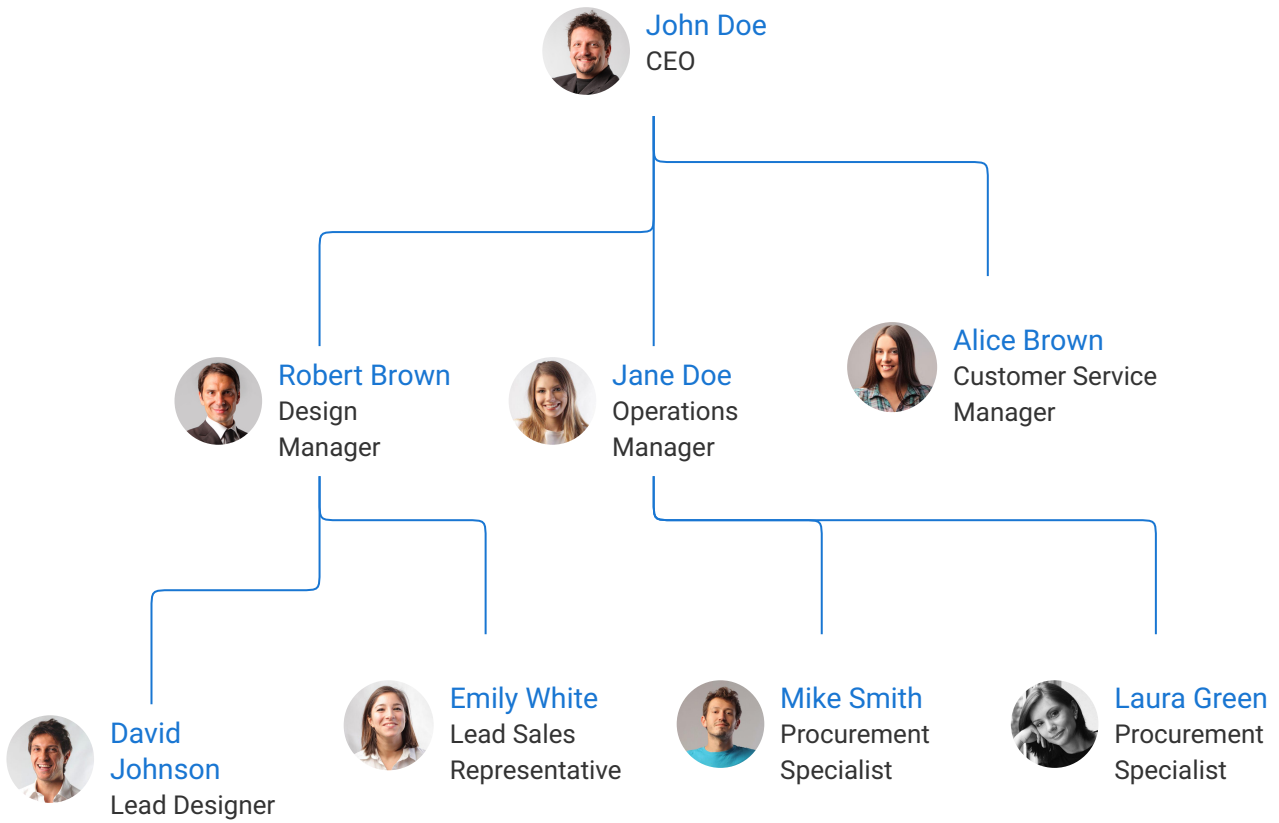 John Doe
CEO
Robert Brown
Design
Manager
Jane Doe
Operations
Manager
Alice Brown
Customer Service
Manager
David
Johnson
Lead Designer
Emily White
Lead Sales
Representative
Mike Smith
Procurement
Specialist
Laura Green
Procurement
Specialist